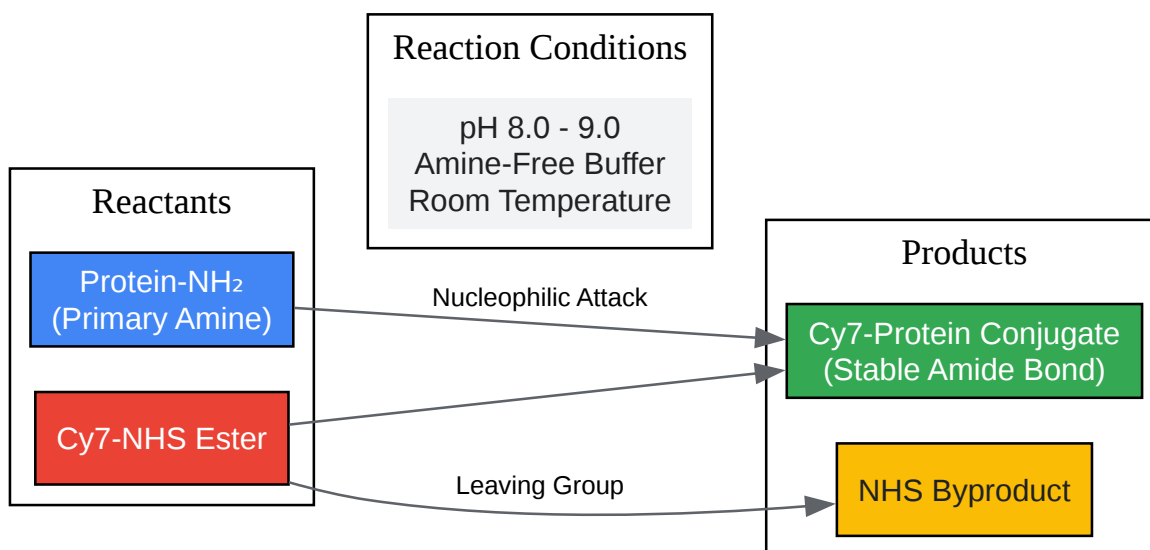 Reaction Conditions
pH 8.0 - 9.0
Amine-Free Buffer
Room Temperature
Reactants
Protein-NH₂
(Primary Amine)
Cy7-NHS Ester
Nucleophilic Attack
Leaving Group
Products
Cy7-Protein Conjugate
(Stable Amide Bond)
NHS Byproduct